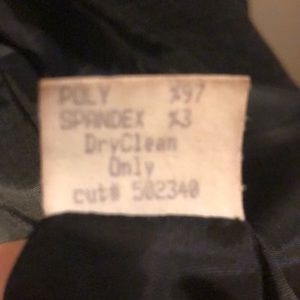 POLY %97
SPANDEX %3
DryClean
Only
cut# 502340